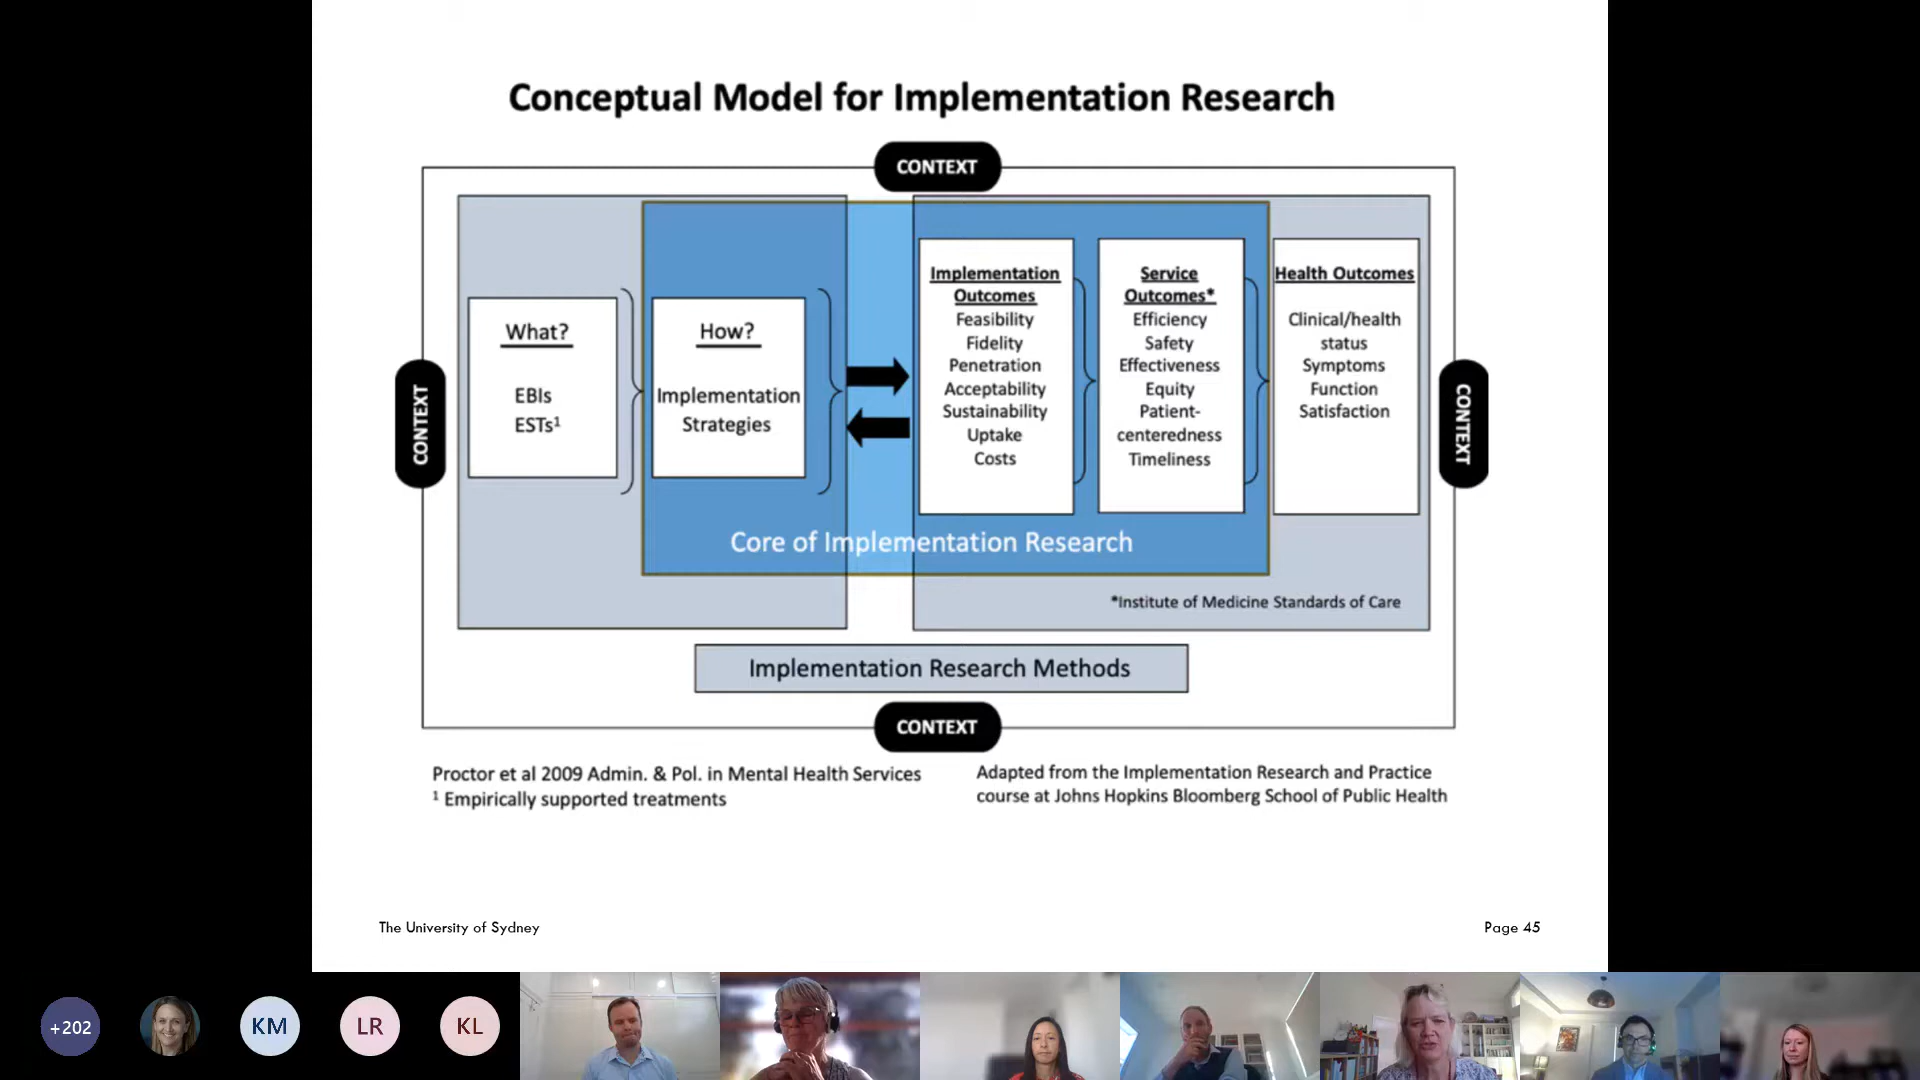 Conceptual Model for Implementation Research
CONTEXT
CONTEXT
What?
EBIs
ESTs¹
How?
Implementation
Strategies
Implementation
Outcomes
Feasibility
Fidelity
Penetration
Acceptability
Sustainability
Uptake
Costs
Service
Outcomes*
Efficiency
Safety
Effectiveness
Equity
Patient-
centeredness
Timeliness
Health Outcomes
Clinical/health
status
Symptoms
Function
Satisfaction
CONTEXT
Core of Implementation Research
*Institute of Medicine Standards of Care
Implementation Research Methods
CONTEXT
Proctor et al 2009 Admin. & Pol. in Mental Health Services
¹ Empirically supported treatments
Adapted from the Implementation Research and Practice
course at Johns Hopkins Bloomberg School of Public Health
The University of Sydney
Page 45
+202
KM
LR
KL